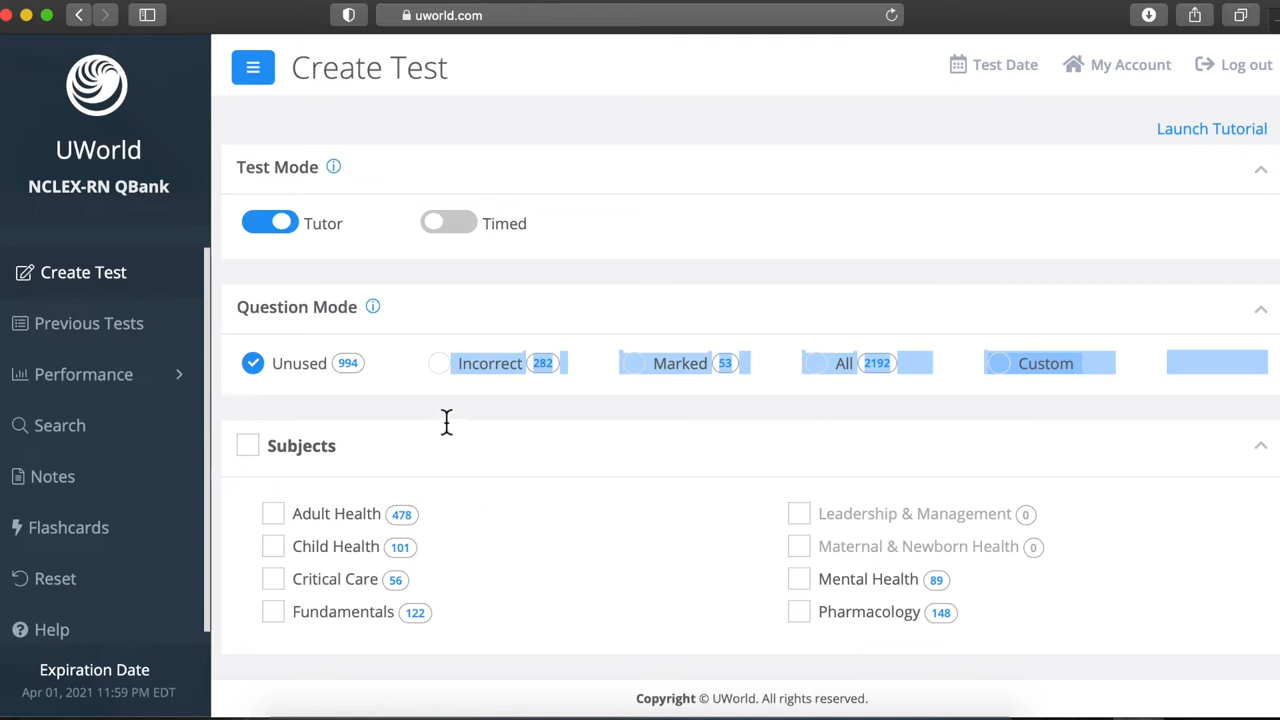 uworld.com
UWorld
NCLEX-RN QBank
Create Test
Previous Tests
Performance
Search
Notes
Flashcards
Reset
Help
Expiration Date
Apr 01, 2021 11:59 PM EDT
Create Test
Test Date
My Account
Log out
Launch Tutorial
Test Mode
Tutor
Timed
Question Mode
Unused 994
Incorrect 282
Marked 53
All 2192
Custom
Subjects
Adult Health 478
Child Health 101
Critical Care 56
Fundamentals 122
Leadership & Management 0
Maternal & Newborn Health 0
Mental Health 89
Pharmacology 148
Copyright © UWorld. All rights reserved.